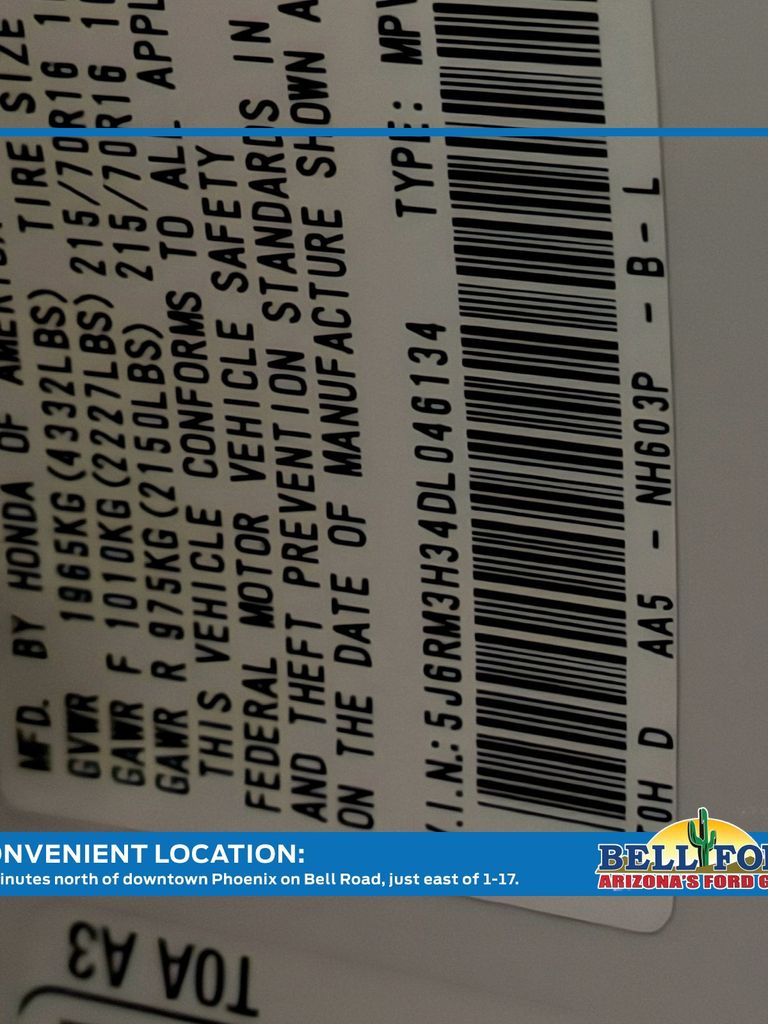 MFD. BY HONDA OF AMERICA
TIRE SIZE
GVWR 1965KG(4332LBS)
GAWR F 1010KG(2227LBS) 215/70R16
GAWR R 975KG(2150LBS) 215/70R16
THIS VEHICLE CONFORMS TO ALL APPL
FEDERAL MOTOR VEHICLE SAFETY
AND THEFT PREVENTION STANDARDS IN
ON THE DATE OF MANUFACTURE SHOWN A
V.I.N.: 5J6RM3H34DL046134 TYPE: MPV
TOH D AA5 - NH603P - B - L
ONVENIENT LOCATION:
inutes north of downtown Phoenix on Bell Road, just east of 1-17.
BELL FO
ARIZONA'S FORD G
T0A A3